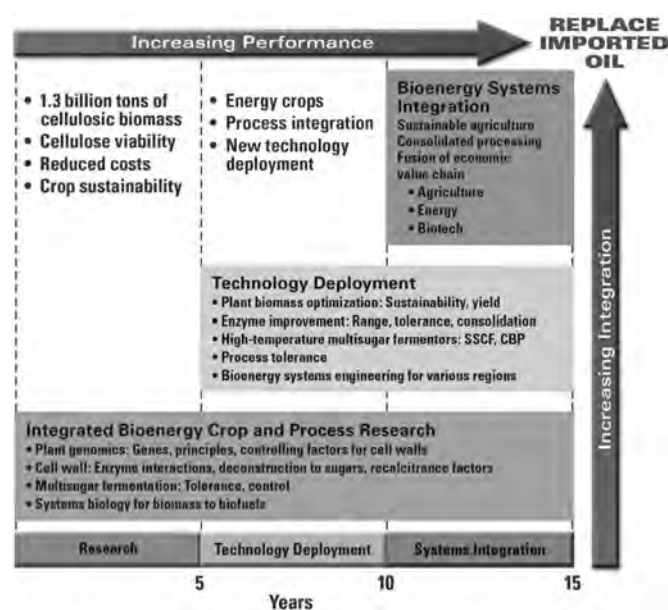 REPLACE
IMPORTED
OIL
Increasing Performance
• 1.3 billion tons of
cellulosic biomass
• Cellulose viability
• Reduced costs
• Crop sustainability
• Energy crops
• Process integration
• New technology
deployment
Bioenergy Systems
Integration
Sustainable agriculture
Consolidated processing
Fusion of economic
value chain
• Agriculture
• Energy
• Biotech
Increasing Integration
Technology Deployment
• Plant biomass optimization: Sustainability, yield
• Enzyme improvement: Range, tolerance, consolidation
• High-temperature multisugar fermentors: SSCF, CBP
• Process tolerance
• Bioenergy systems engineering for various regions
Integrated Bioenergy Crop and Process Research
• Plant genomics: Genes, principles, controlling factors for cell walls
• Cell wall: Enzyme interactions, deconstruction to sugars, recalcitrance factors
• Multisugar fermentation: Tolerance, control
• Systems biology for biomass to biofuels
Research
Technology Deployment
Systems Integration
5
10
15
Years